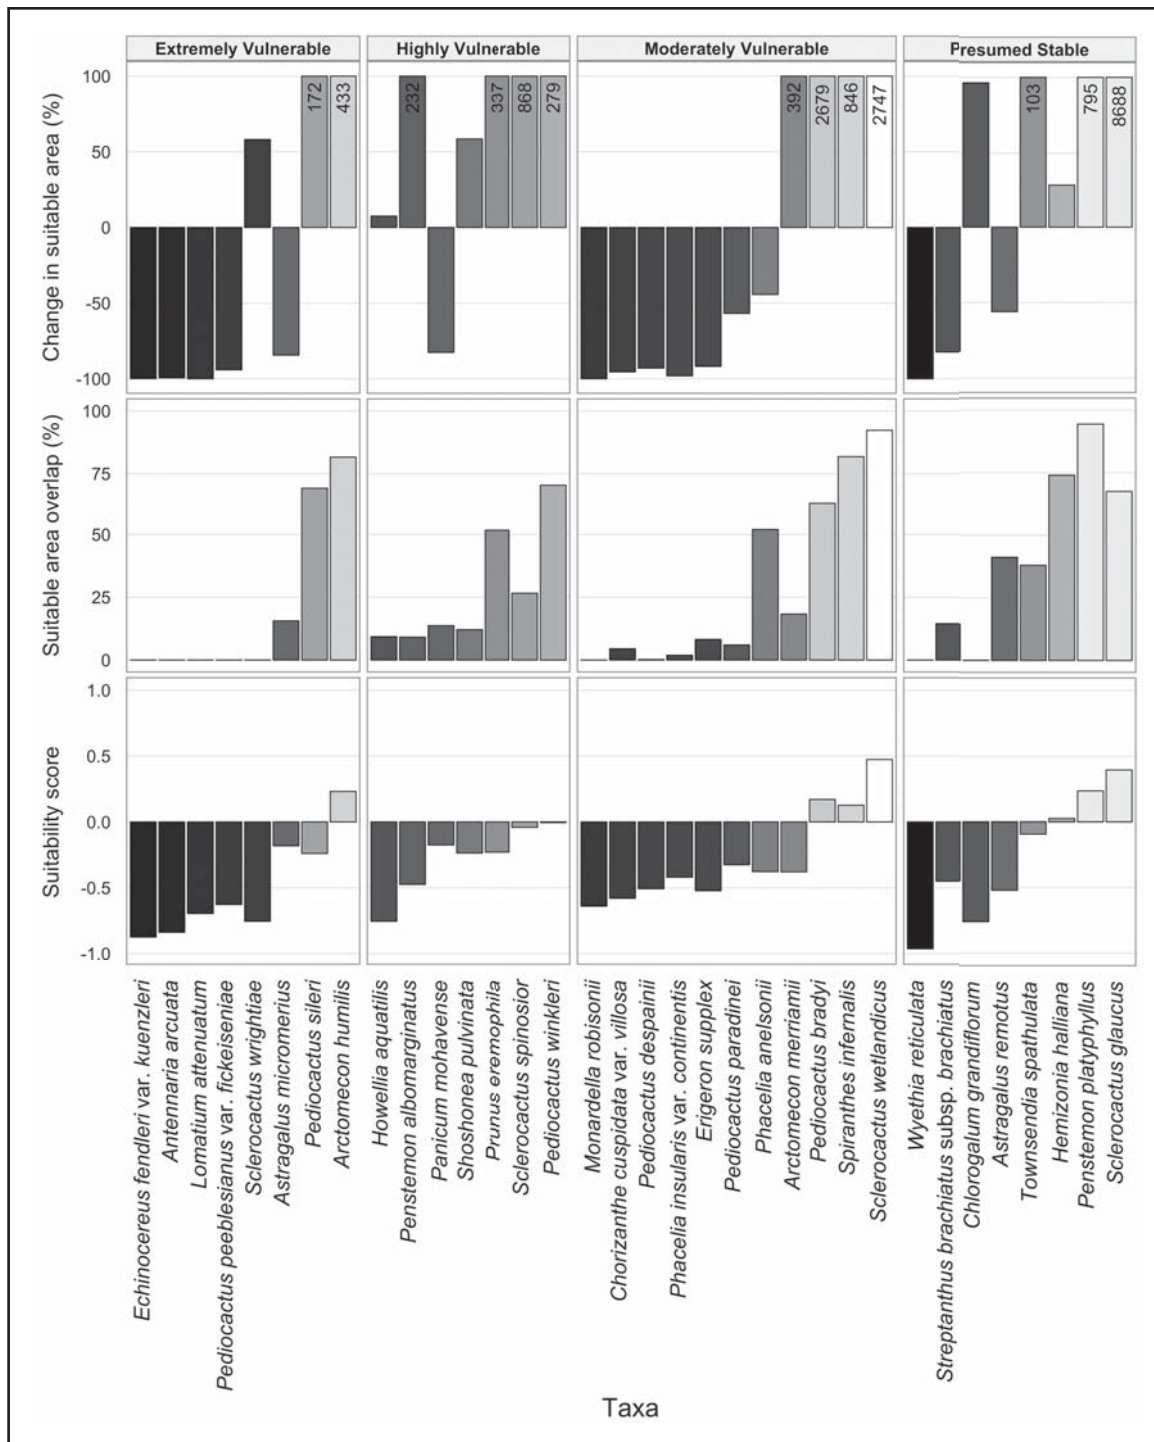 Extremely Vulnerable
Highly Vulnerable
Moderately Vulnerable
Presumed Stable
Change in suitable area (%)
100
50
0
-50
-100
172
433
232
337
868
279
392
2679
846
2747
103
795
8688
Suitable area overlap (%)
100
75
50
25
0
Suitability score
1.0
0.5
0.0
-0.5
-1.0
Echinocereus fendleri var. kuenzleri
Antennaria arcuata
Lomatium attenuatum
Pediocactus peeblesianus var. fickeiseniae
Sclerocactus wrightiae
Astragalus micromerius
Pediocactus sileri
Arctomecon humilis
Howellia aquatilis
Penstemon albomarginatus
Panicum mohavense
Shoshonea pulvinata
Prunus eremophila
Sclerocactus spinosior
Pediocactus winkleri
Monardella robisonii
Chorizanthe cuspidata var. villosa
Pediocactus despainii
Phacelia insularis var. continentis
Erigeron supplex
Pediocactus paradinei
Phacelia anelsonii
Arctomecon merriamii
Pediocactus bradyi
Spiranthes infernalis
Sclerocactus wetlandicus
Wyethia reticulata
Streptanthus brachiatus subsp. brachiatus
Chlorogalum grandiflorum
Astragalus remotus
Townsendia spathulata
Hemizonia halliana
Penstemon platyphyllus
Sclerocactus glaucus
Taxa